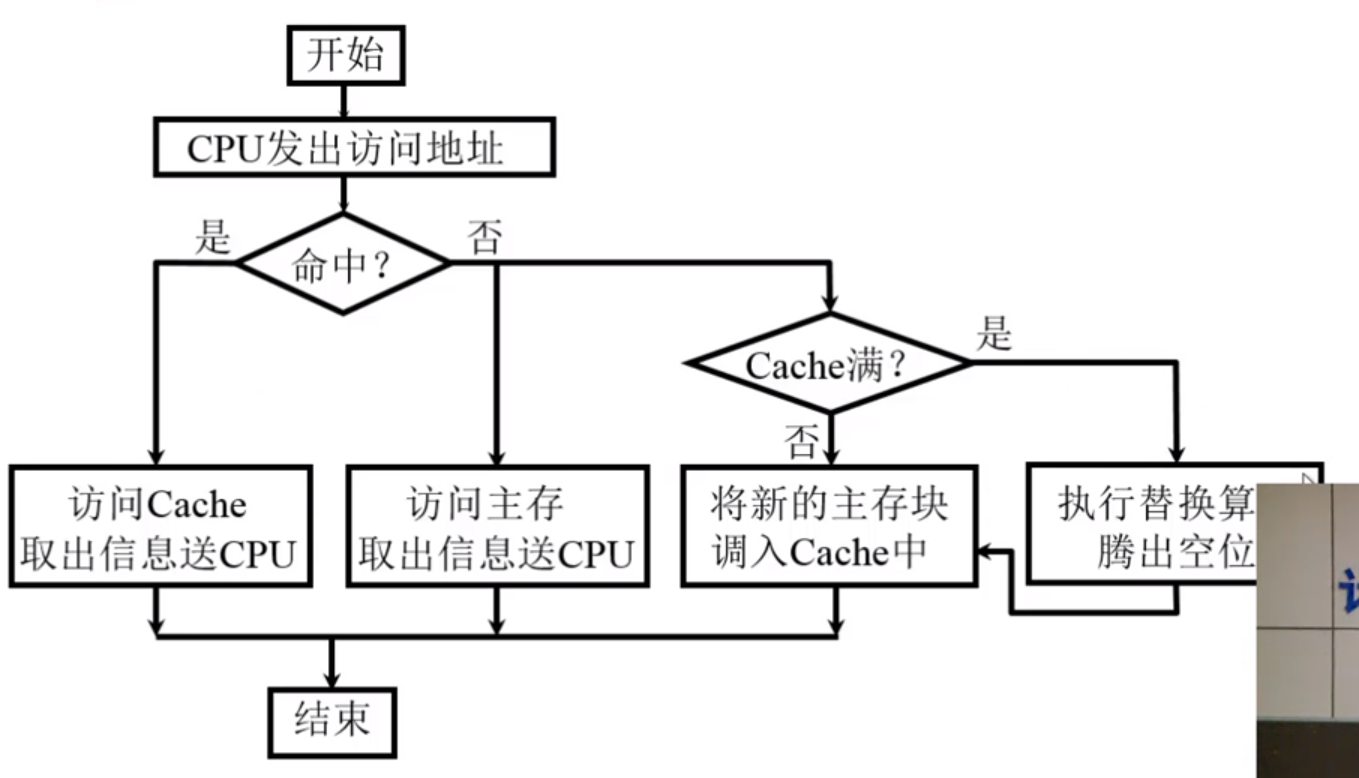 开始
CPU发出访问地址
是
否
命中？
是
Cache满？
否
访问Cache
取出信息送CPU
访问主存
取出信息送CPU
将新的主存块
调入Cache中
执行替换算
腾出空位
结束